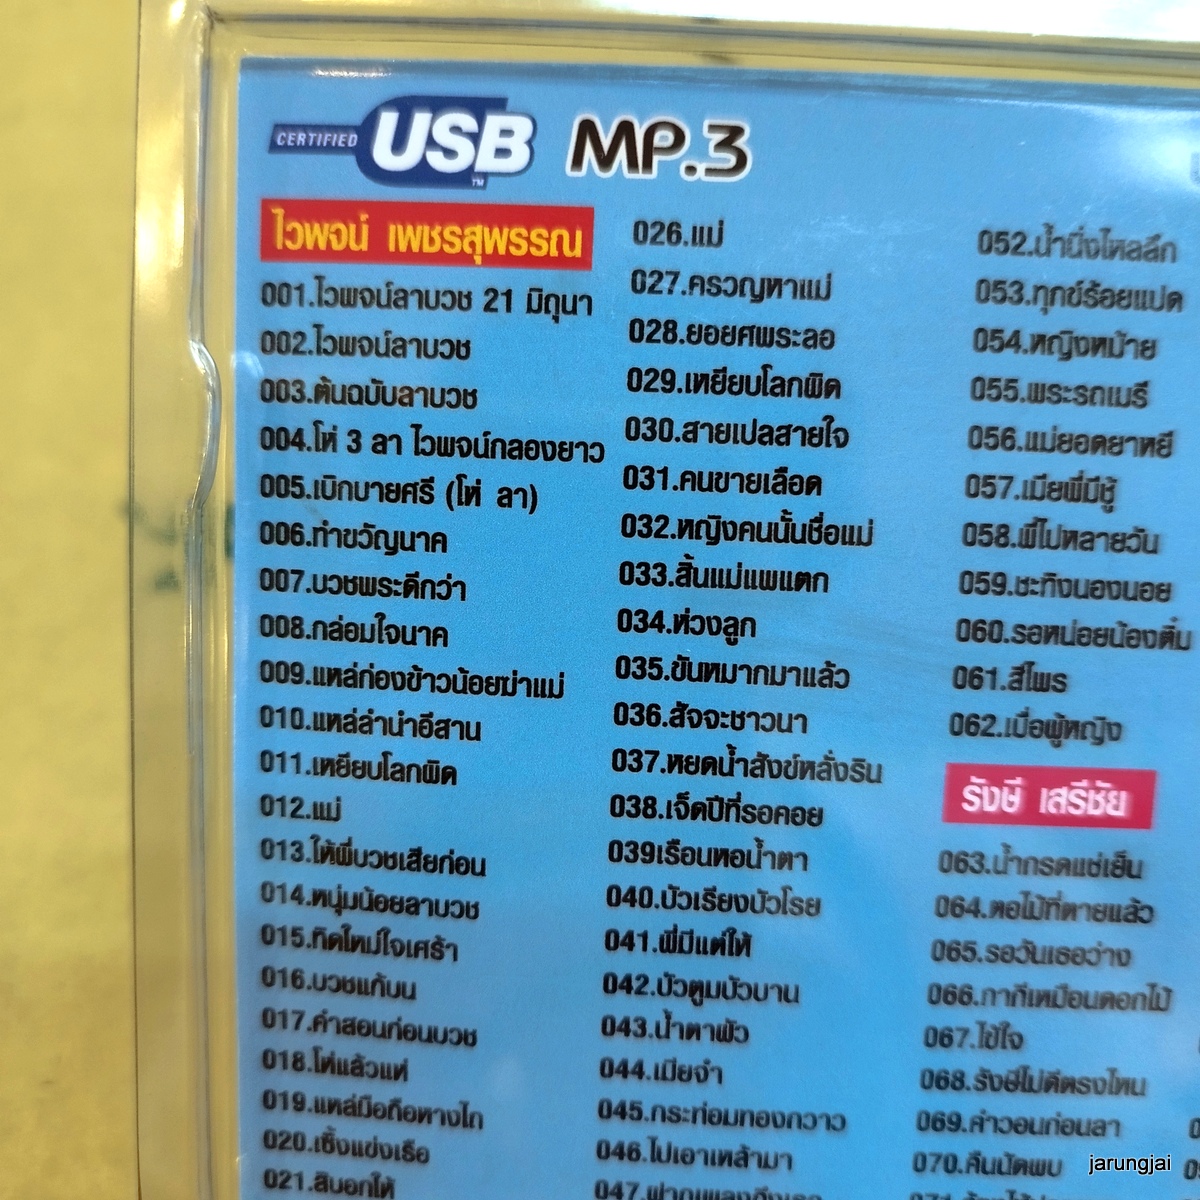 CERTIFIED USB TM MP.3
ไวพจน์ เพชรสุพรรณ
001.ไวพจน์ลาบวช 21 มิถุนา
002.ไวพจน์ลาบวช
003.ต้นฉบับลาบวช
004.โห่ 3 ลา ไวพจน์กลองยาว
005.เบิกบายศรี (โห่ ลา)
006.ทำขวัญนาค
007.บวชพระดีกว่า
008.กล่อมใจนาค
009.แหล่ก่องข้าวน้อยฆ่าแม่
010.แหล่ลำนำอีสาน
011.เหยียบโลกผิด
012.แม่
013.ให้พี่บวชเสียก่อน
014.หนุ่มน้อยลาบวช
015.ทิดใหม่ใจเศร้า
016.บวชแก้บน
017.คำสอนก่อนบวช
018.โห่แล้วแห่
019.แหล่มือถือหางไถ
020.เซิ้งแข่งเรือ
021.สิบอกให้
026.แม่
027.ครวญหาแม่
028.ยอยศพระลอ
029.เหยียบโลกผิด
030.สายเปลสายใจ
031.คนขายเลือด
032.หญิงคนนั้นชื่อแม่
033.สิ้นแม่แพแตก
034.ห่วงลูก
035.ขันหมากมาแล้ว
036.สัจจะชาวนา
037.หยดน้ำสังข์หลั่งริน
038.เจ็ดปีที่รอคอย
039เรือนหอน้ำตา
040.บัวเรียงบัวโรย
041.พี่มีแต่ให้
042.บัวตูมบัวบาน
043.น้ำตาผัว
044.เมียจ๋า
045.กระท่อมทองกวาว
046.ไปเอาเหล้ามา
052.น้ำนิ่งไหลลึก
053.ทุกข์ร้อยแปด
054.หญิงหม้าย
055.พระรถเมรี
056.แม่ยอดยาหยี
057.เมียพี่มีชู้
058.พี่ไปหลายวัน
059.ชะทิงนองนอย
060.รอหน่อยน้องติ๋ม
061.สีไพร
062.เบื่อผู้หญิง
รังษี เสรีชัย
063.น้ำกรดแช่เย็น
064.ตอไม้ที่ตายแล้ว
065.รอวันเธอว่าง
066.กากีเหมือนดอกไม้
067.ไข้ใจ
068.รังษีไม่ดีตรงไหน
069.คำวอนก่อนลา
070.คืนนัดพบ
jarungjai